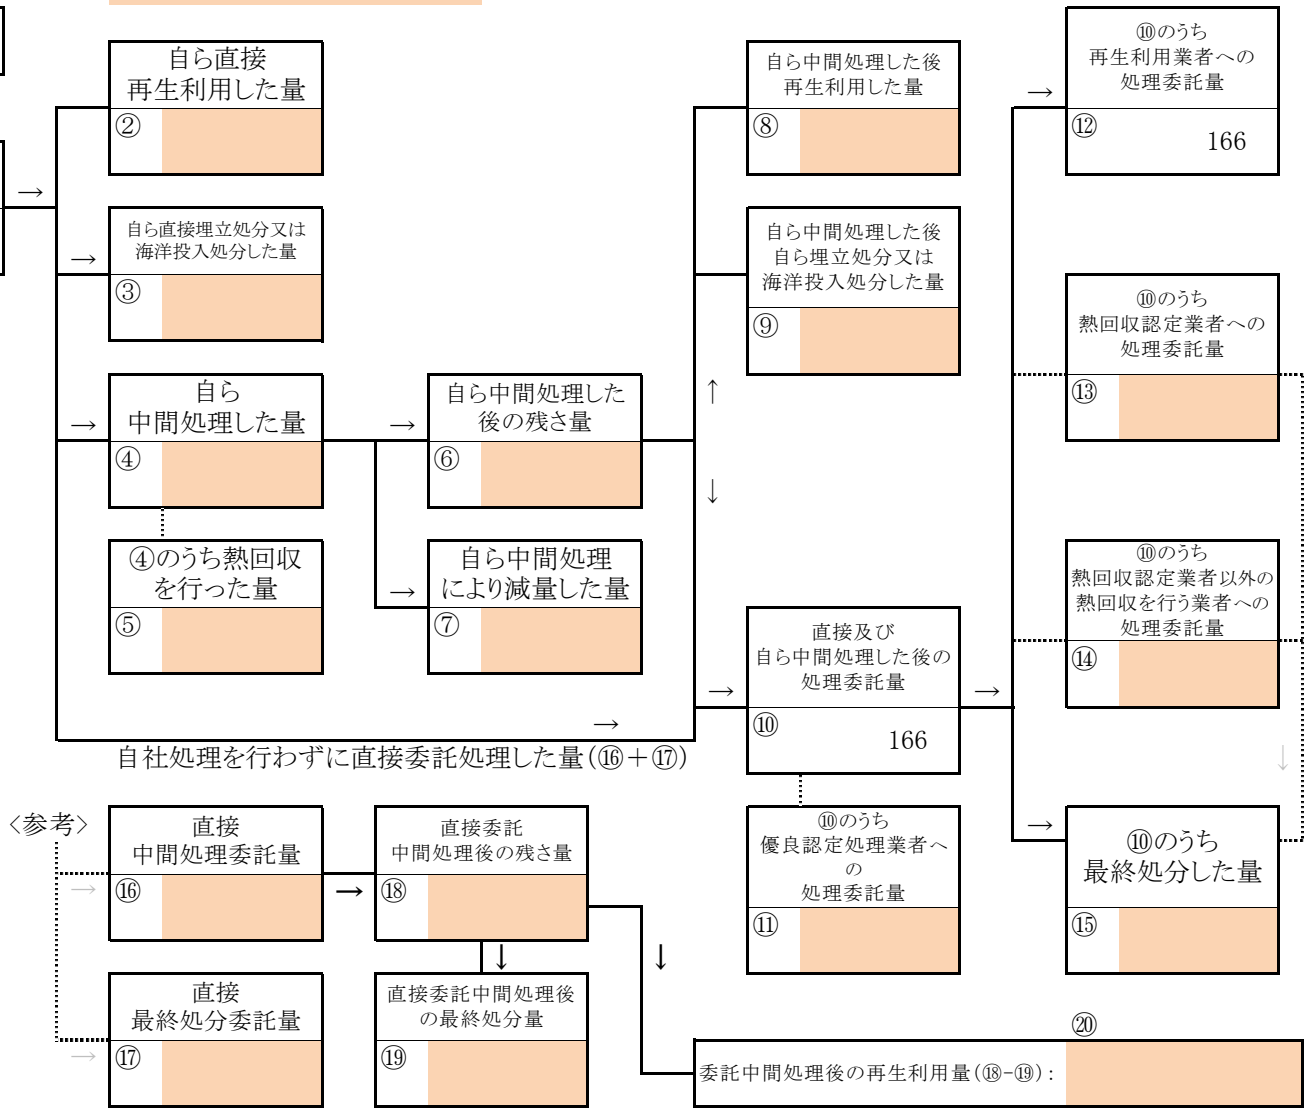 自ら直接
再生利用した量
②
→
自ら直接埋立処分又は
海洋投入処分した量
→
③
自ら
中間処理した量
→
④
④のうち熱回収
を行った量
⑤
→
自ら中間処理した
後の残さ量
⑥
→
自ら中間処理
により減量した量
⑦
自ら中間処理した後
再生利用した量
⑧
自ら中間処理した後
自ら埋立処分又は
海洋投入処分した量
⑨
↑
↓
→
自社処理を行わずに直接委託処理した量(⑯+⑰)
→
直接及び
自ら中間処理した後の
処理委託量
⑩
166
→
⑩のうち
優良認定処理業者へ
の
処理委託量
⑪
→
⑩のうち
再生利用業者への
処理委託量
⑫
166
⑩のうち
熱回収認定業者への
処理委託量
⑬
⑩のうち
熱回収認定業者以外の
熱回収を行う業者への
処理委託量
⑭
↓
→
⑩のうち
最終処分した量
⑮
<参考>
直接
中間処理委託量
→
⑯
→
直接委託
中間処理後の残さ量
⑱
↓
↓
直接
最終処分委託量
→
⑰
直接委託中間処理後
の最終処分量
⑲
⑳
委託中間処理後の再生利用量(⑱-⑲):